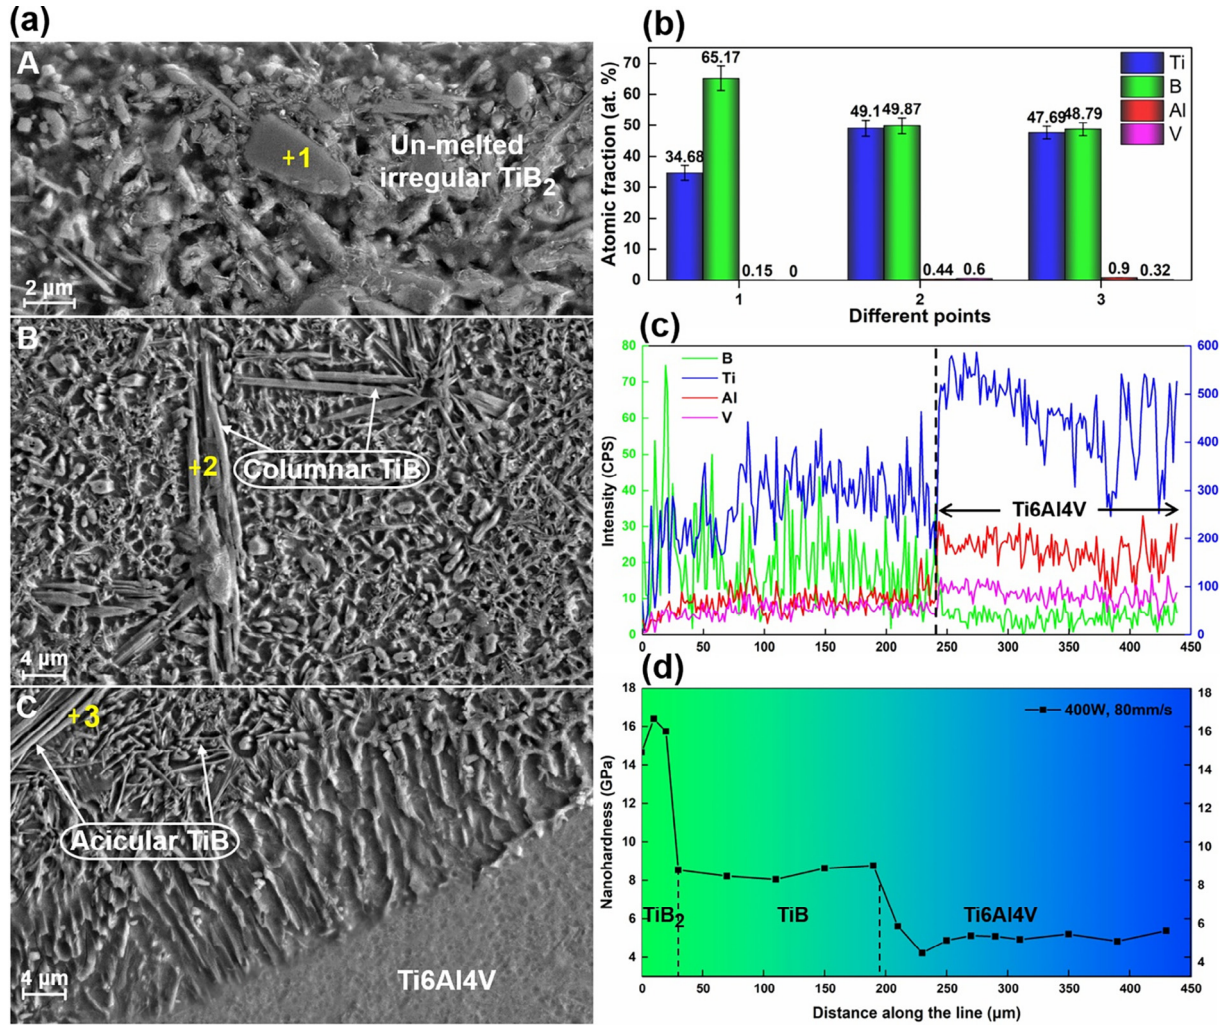 (a)
A
+1
Un-melted
irregular TiB2
2 μm
B
+2
Columnar TiB
4 μm
C
+3
Acicular TiB
4 μm
Ti6Al4V
(b)
Atomic fraction (at. %)
70
60
50
40
30
20
10
0
34.68
65.17
0.15
0
49.1
49.87
0.44
0.6
47.69
48.79
0.9
0.32
Ti
B
Al
V
1
2
3
Different points
(c)
Intensity (CPS)
80
70
60
50
40
30
20
10
0
B
Ti
Al
V
Ti6Al4V
600
500
400
300
200
100
0
0 50 100 150 200 250 300 350 400 450
(d)
Nanohardness (GPa)
18
16
14
12
10
8
6
4
400W, 80mm/s
TiB2
TiB
Ti6Al4V
18
16
14
12
10
8
6
4
0 50 100 150 200 250 300 350 400 450
Distance along the line (μm)